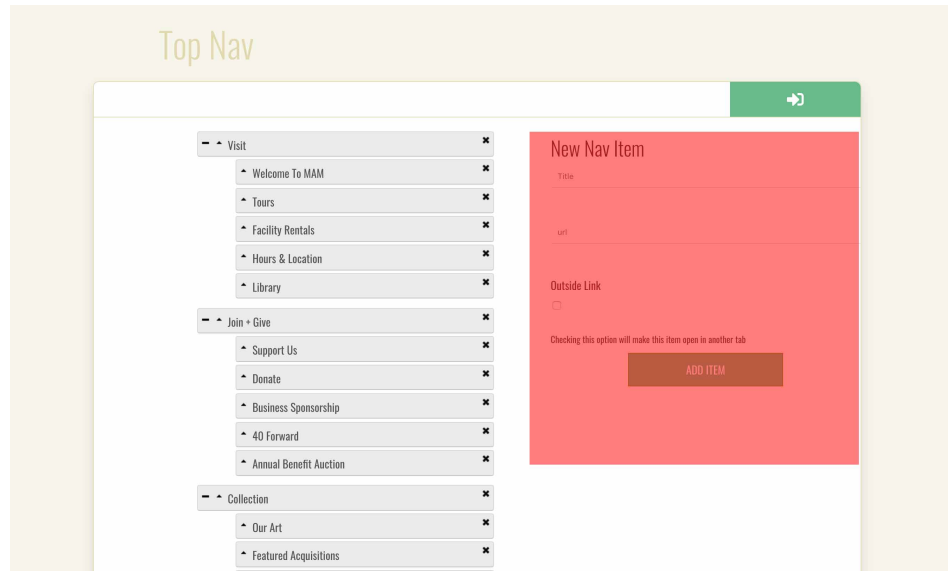 Top Nav
Visit
Welcome To MAM
Tours
Facility Rentals
Hours & Location
Library
Join + Give
Support Us
Donate
Business Sponsorship
40 Forward
Annual Benefit Auction
Collection
Our Art
Featured Acquisitions
New Nav Item
Title
url
Outside Link
Checking this option will make this item open in another tab
ADD ITEM